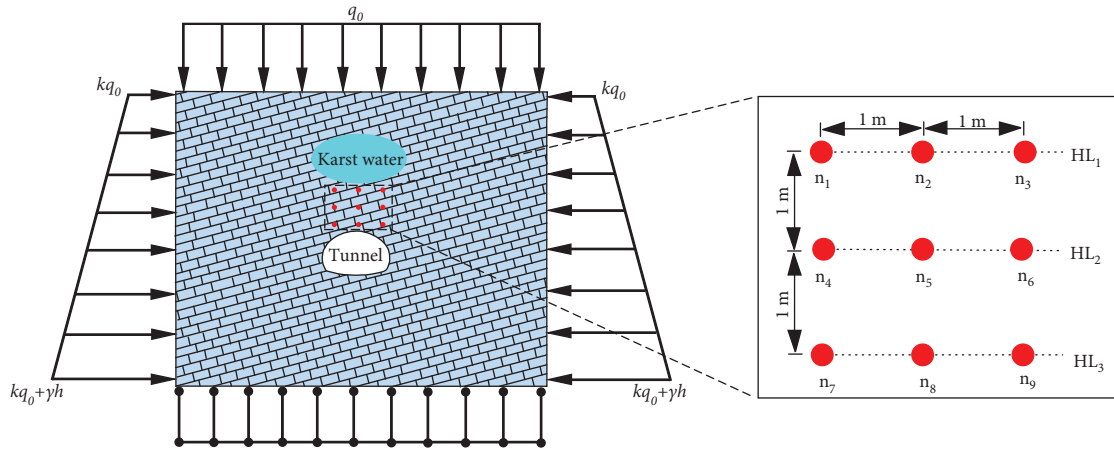 q₀
kq₀
kq₀
Karst water
Tunnel
kq₀+γh
kq₀+γh
1 m
1 m
HL₁
n₁
n₂
n₃
1 m
HL₂
n₄
n₅
n₆
1 m
HL₃
n₇
n₈
n₉